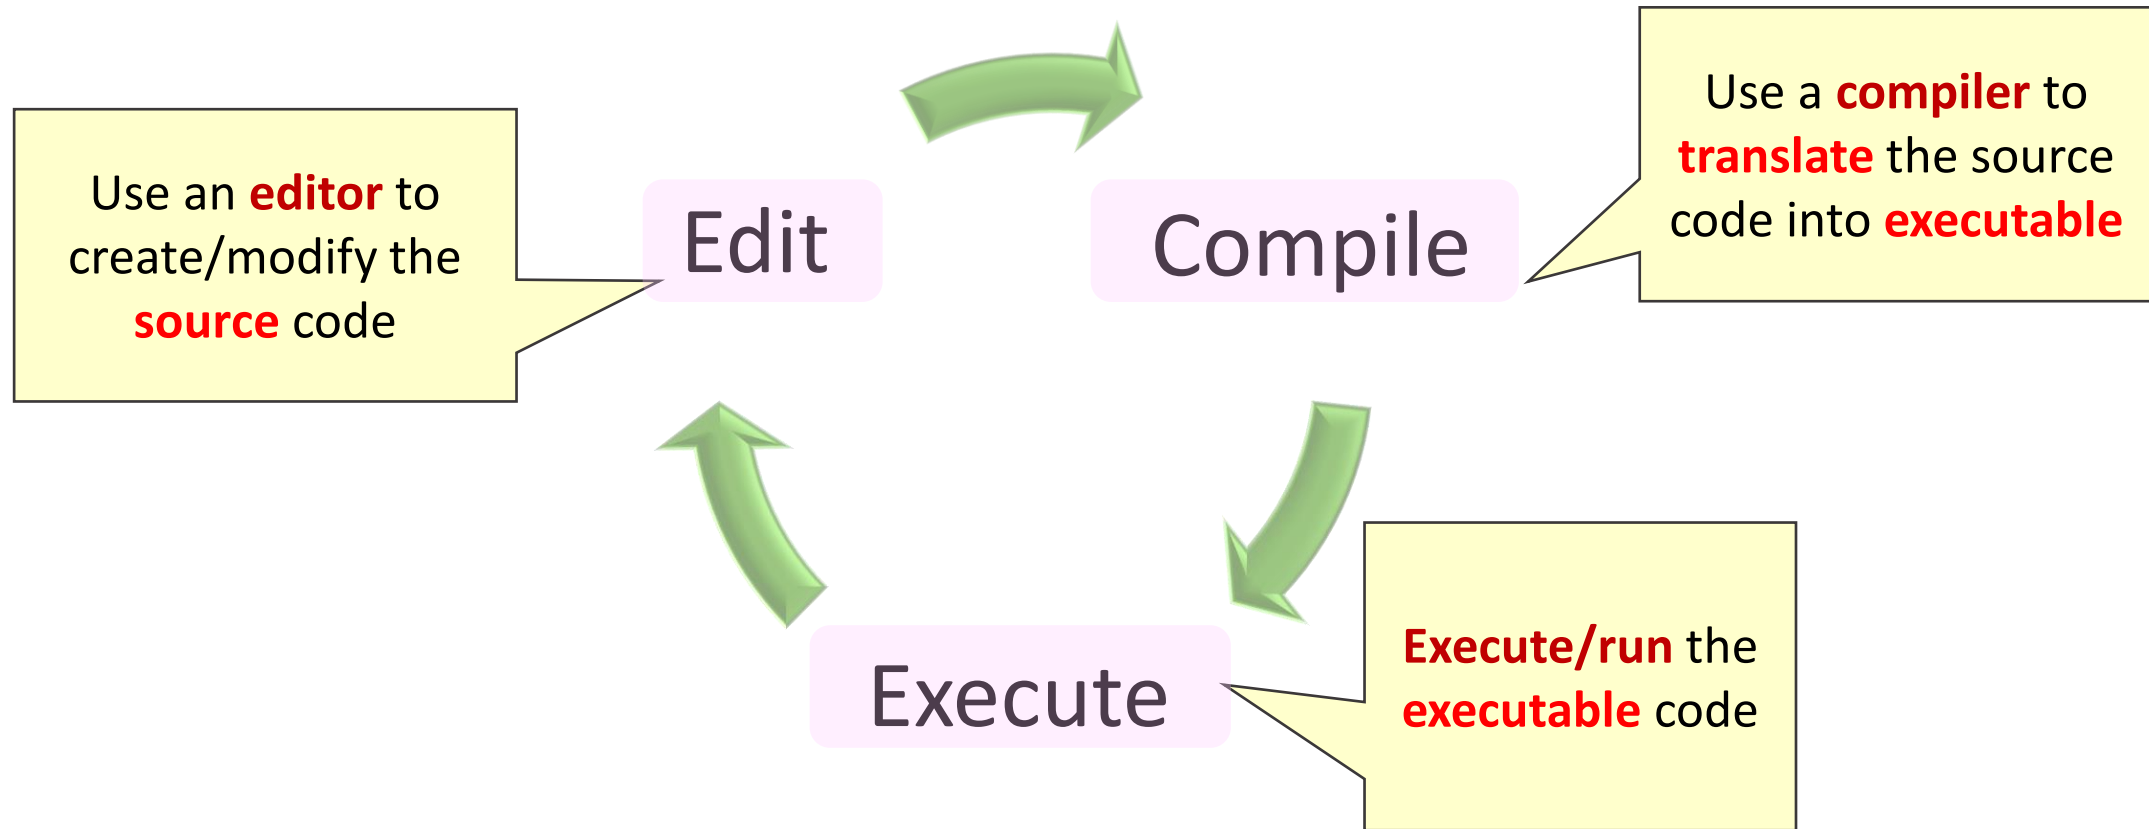 Use an editor to
create/modify the
source code
Edit
Compile
Use a compiler to
translate the source
code into executable
Execute
Execute/run the
executable code